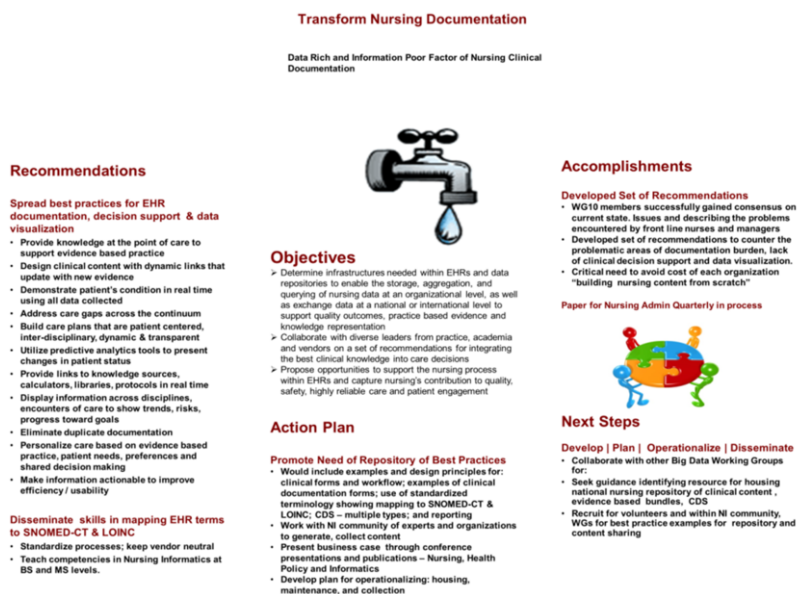 Transform Nursing Documentation
Data Rich and Information Poor Factor of Nursing Clinical
Documentation
Recommendations
Spread best practices for EHR
documentation, decision support & data
visualization
• Provide knowledge at the point of care to
support evidence based practice
• Design clinical content with dynamic links that
update with new evidence
• Demonstrate patient's condition in real time
using all data collected
• Address care gaps across the continuum
• Build care plans that are patient centered,
inter-disciplinary, dynamic & transparent
• Utilize predictive analytics tools to present
changes in patient status
• Provide links to knowledge sources,
calculators, libraries, protocols in real time
• Display information across disciplines,
encounters of care to show trends, risks,
progress toward goals
• Eliminate duplicate documentation
• Personalize care based on evidence based
practice, patient needs, preferences and
shared decision making
• Make information actionable to improve
efficiency / usability
Disseminate skills in mapping EHR terms
to SNOMED-CT & LOINC
• Standardize processes; keep vendor neutral
• Teach competencies in Nursing Informatics at
BS and MS levels.
Objectives
➢ Determine infrastructures needed within EHRs and data
repositories to enable the storage, aggregation, and
querying of nursing data at an organizational level, as well
as exchange data at a national or international level to
support quality outcomes, practice based evidence and
knowledge representation
➢ Collaborate with diverse leaders from practice, academia
and vendors on a set of recommendations for integrating
the best clinical knowledge into care decisions
➢ Propose opportunities to support the nursing process
within EHRs and capture nursing's contribution to quality,
safety, highly reliable care and patient engagement
Action Plan
Promote Need of Repository of Best Practices
• Would include examples and design principles for:
clinical forms and workflow; examples of clinical
documentation forms; use of standardized
terminology showing mapping to SNOMED-CT &
LOINC; CDS – multiple types; and reporting
• Work with NI community of experts and organizations
to generate, collect content
• Present business case through conference
presentations and publications – Nursing, Health
Policy and Informatics
• Develop plan for operationalizing: housing,
maintenance, and collection
Accomplishments
Developed Set of Recommendations
• WG10 members successfully gained consensus on
current state. Issues and describing the problems
encountered by front line nurses and managers
• Developed set of recommendations to counter the
problematic areas of documentation burden, lack
of clinical decision support and data visualization.
• Critical need to avoid cost of each organization
“building nursing content from scratch”
Paper for Nursing Admin Quarterly in process
Next Steps
Develop | Plan | Operationalize | Disseminate
• Collaborate with other Big Data Working Groups
for:
• Seek guidance identifying resource for housing
national nursing repository of clinical content ,
evidence based bundles, CDS
• Recruit for volunteers and within NI community,
WGs for best practice examples for repository and
content sharing